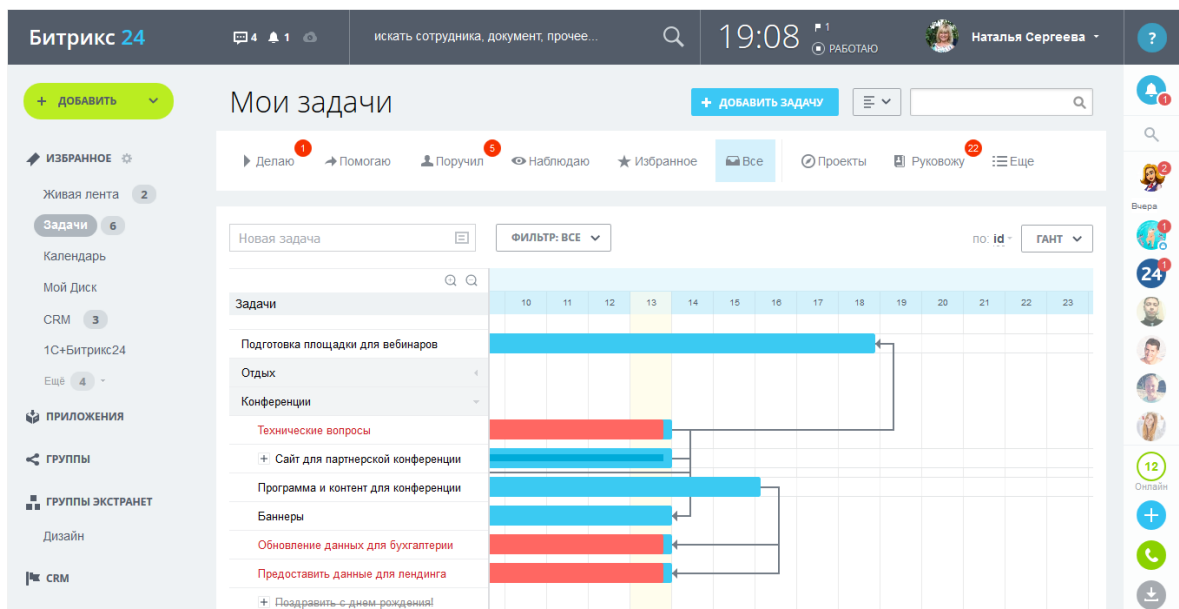 Битрикс 24
4 1
искать сотрудника, документ, прочее...
19:08 1
РАБОТАЮ
Наталья Сергеева
?
+ ДОБАВИТЬ
Мои задачи
+ ДОБАВИТЬ ЗАДАЧУ
1
ИЗБРАННОЕ
Живая лента 2
Задачи 6
Календарь
Мой Диск
CRM 3
1С+Битрикс24
Ещё 4
ПРИЛОЖЕНИЯ
ГРУППЫ
ГРУППЫ ЭКСТРАНЕТ
Дизайн
CRM
Делаю 1 Помогаю Поручил 5 Наблюдаю Избранное Все Проекты Руковожу 22 Еще
Новая задача
ФИЛЬТР: ВСЕ
по: id
ГАНТ
Задачи
10 11 12 13 14 15 16 17 18 19 20 21 22 23
Подготовка площадки для вебинаров
Отдых
Конференции
Технические вопросы
+ Сайт для партнерской конференции
Программа и контент для конференции
Баннеры
Обновление данных для бухгалтерии
Предоставить данные для лендинга
+ Поздравить с днем рождения!
2
Вчера
1
24 1
12
Онлайн
+